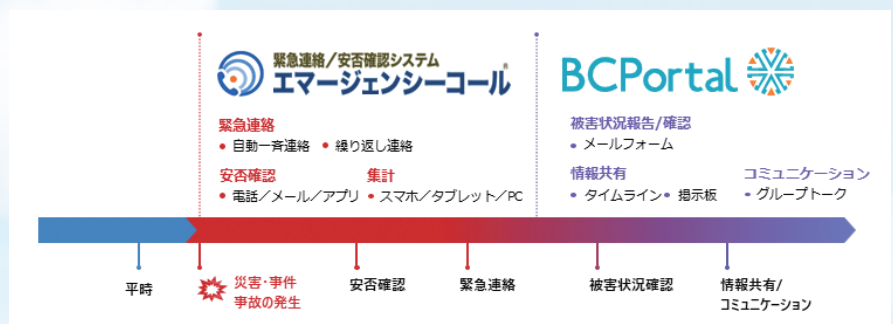 緊急連絡/安否確認システム
エマージェンシーコール®
BCPortal
緊急連絡
• 自動一斉連絡 • 繰り返し連絡
安否確認
• 電話/メール/アプリ
集計
• スマホ/タブレット/PC
被害状況報告/確認
• メールフォーム
情報共有
• タイムライン • 掲示板
コミュニケーション
• グループトーク
平時
災害・事件
事故の発生
安否確認
緊急連絡
被害状況確認
情報共有/
コミュニケーション